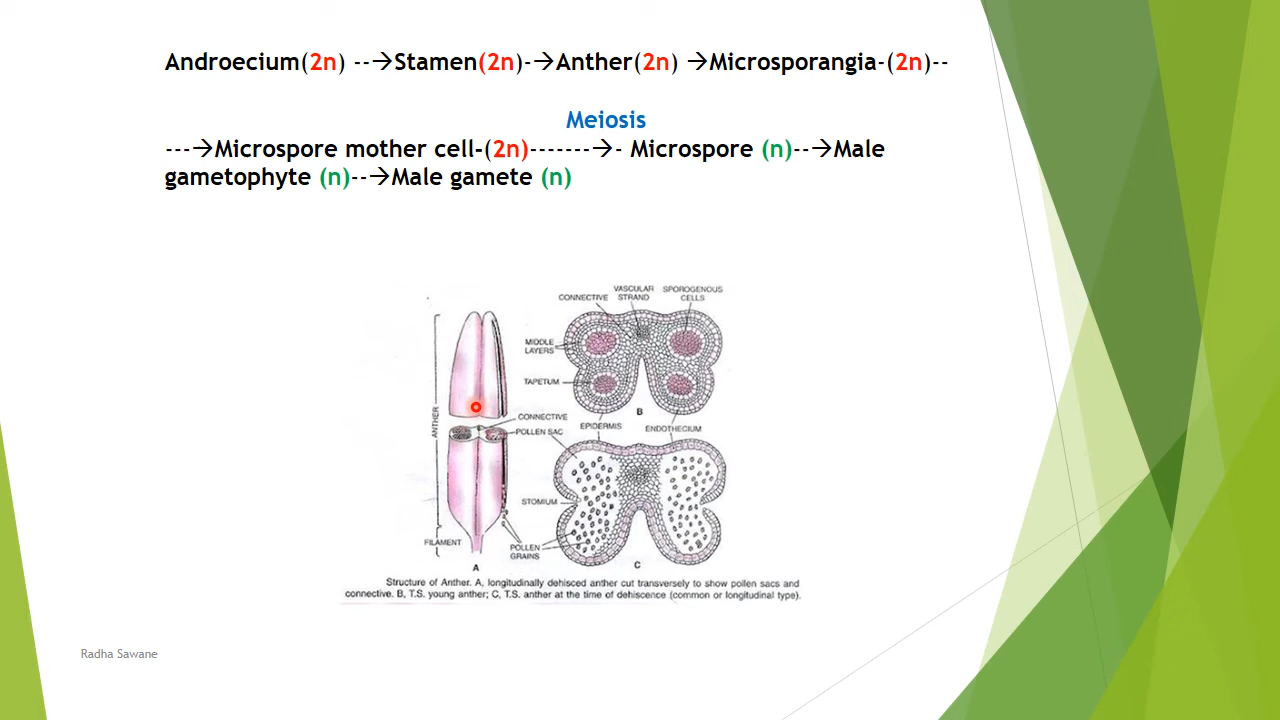 Androecium(2n) --→Stamen(2n)-→Anther(2n) →Microsporangia-(2n)--
Meiosis
---→Microspore mother cell-(2n)-------→- Microspore (n)--→Male
gametophyte (n)--→Male gamete (n)
VASCULAR STRAND
SPOROGENOUS CELLS
CONNECTIVE
MIDDLE LAYERS
TAPETUM
B
CONNECTIVE
EPIDERMIS
ENDOTHECIUM
POLLEN SAC
ANTHER
STOMIUM
FILAMENT
POLLEN GRAINS
A
C
Structure of Anther. A, longitudinally dehisced anther cut transversely to show pollen sacs and
connective. B, T.S. young anther; C, T.S. anther at the time of dehiscence (common or longitudinal type).
Radha Sawane